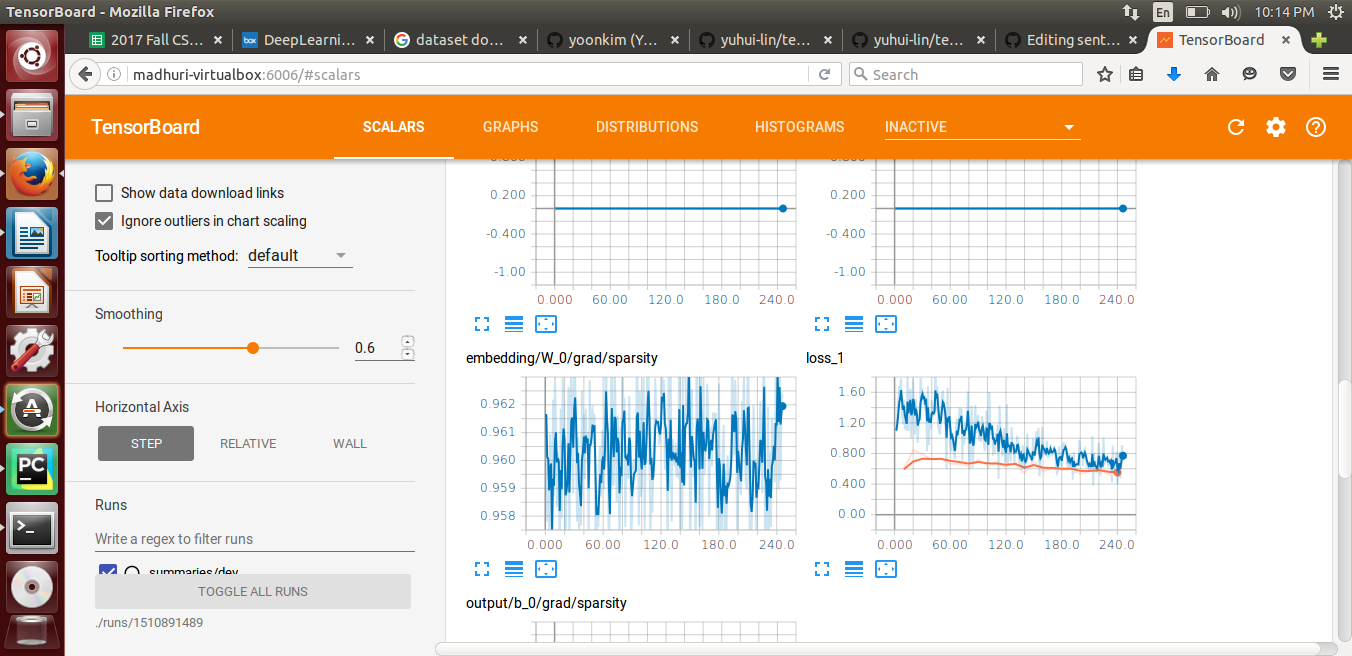 TensorBoard - Mozilla Firefox
En
10:14 PM
2017 Fall CS...
box
DeepLearni...
dataset do...
yoonkim (Y...
yuhui-lin/te...
yuhui-lin/te...
Editing sent...
TensorBoard
madhuri-virtualbox:6006/#scalars
Search
TensorBoard
SCALARS
GRAPHS
DISTRIBUTIONS
HISTOGRAMS
INACTIVE
Show data download links
Ignore outliers in chart scaling
Tooltip sorting method: default
Smoothing
0.6
Horizontal Axis
STEP
RELATIVE
WALL
Runs
Write a regex to filter runs
summaries/dev
TOGGLE ALL RUNS
./runs/1510891489
PC
0.200
-0.400
-1.00
0.000 60.00 120.0 180.0 240.0
0.200
-0.400
-1.00
0.000 60.00 120.0 180.0 240.0
embedding/W_0/grad/sparsity
0.962
0.961
0.960
0.959
0.958
0.000 60.00 120.0 180.0 240.0
loss_1
1.60
1.20
0.800
0.400
0.00
0.000 60.00 120.0 180.0 240.0
output/b_0/grad/sparsity